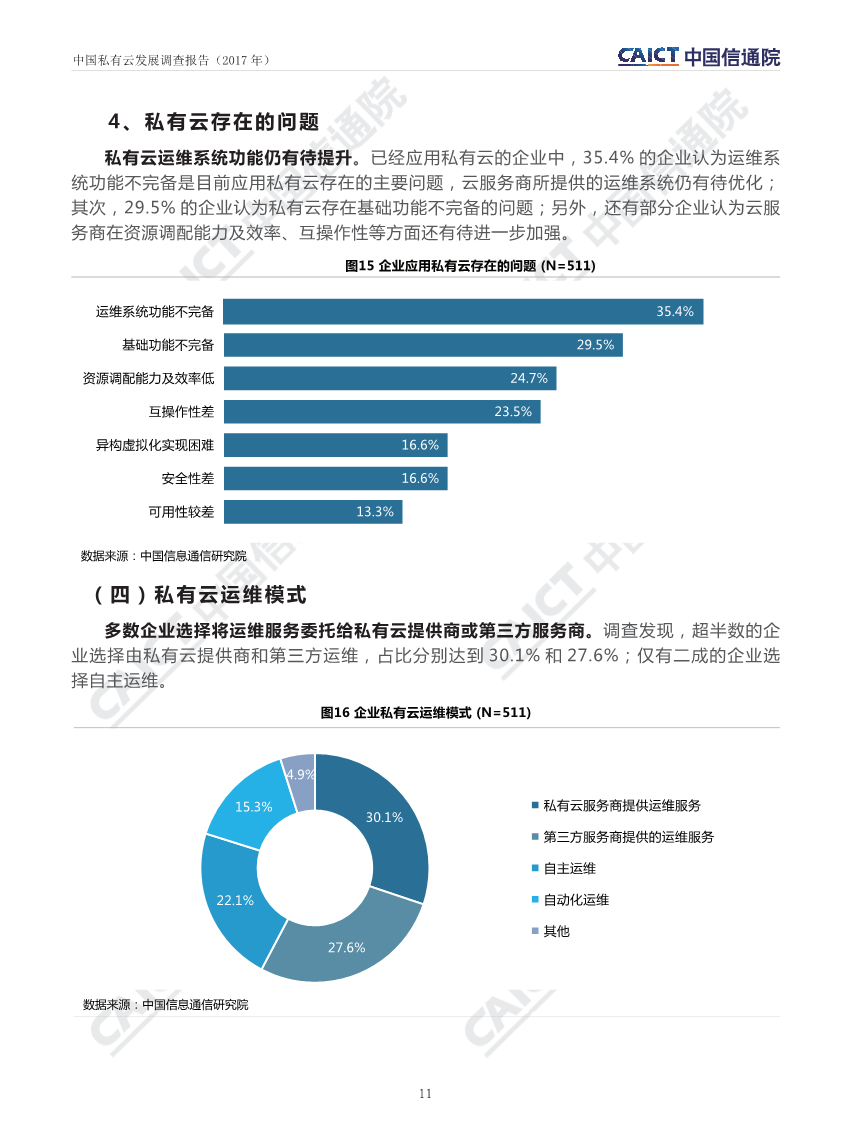 中国私有云发展调查报告（2017 年）
CAICT 中国信通院
4、私有云存在的问题
私有云运维系统功能仍有待提升。已经应用私有云的企业中，35.4% 的企业认为运维系
统功能不完备是目前应用私有云存在的主要问题，云服务商所提供的运维系统仍有待优化；
其次，29.5% 的企业认为私有云存在基础功能不完备的问题；另外，还有部分企业认为云服
务商在资源调配能力及效率、互操作性等方面还有待进一步加强。
图15 企业应用私有云存在的问题 (N=511)
运维系统功能不完备 35.4%
基础功能不完备 29.5%
资源调配能力及效率低 24.7%
互操作性差 23.5%
异构虚拟化实现困难 16.6%
安全性差 16.6%
可用性较差 13.3%
数据来源：中国信息通信研究院
（四）私有云运维模式
多数企业选择将运维服务委托给私有云提供商或第三方服务商。调查发现，超半数的企
业选择由私有云提供商和第三方运维，占比分别达到 30.1% 和 27.6%；仅有二成的企业选
择自主运维。
图16 企业私有云运维模式 (N=511)
4.9%
15.3%
30.1%
22.1%
27.6%
私有云服务商提供运维服务
第三方服务商提供的运维服务
自主运维
自动化运维
其他
数据来源：中国信息通信研究院
11